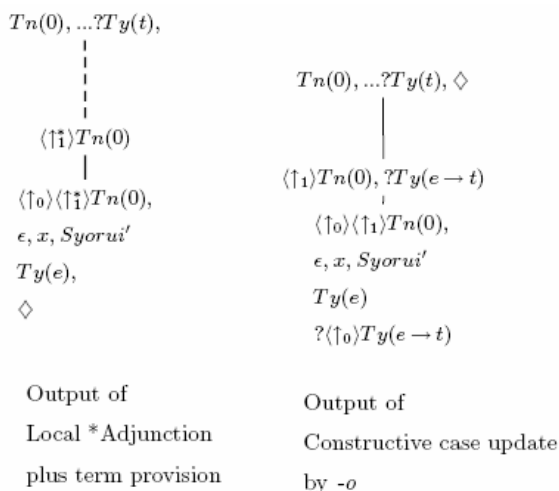 Tn(0), ...?Ty(t),
⟨↑*₁⟩Tn(0)
⟨↑₀⟩⟨↑*₁⟩Tn(0),
ϵ, x, Syorui′
Ty(e),
◇
Output of
Local *Adjunction
plus term provision
Tn(0), ...?Ty(t), ◇
⟨↑₁⟩Tn(0), ?Ty(e → t)
⟨↑₀⟩⟨↑₁⟩Tn(0),
ϵ, x, Syorui′
Ty(e)
?⟨↑₀⟩Ty(e → t)
Output of
Constructive case update
by -o